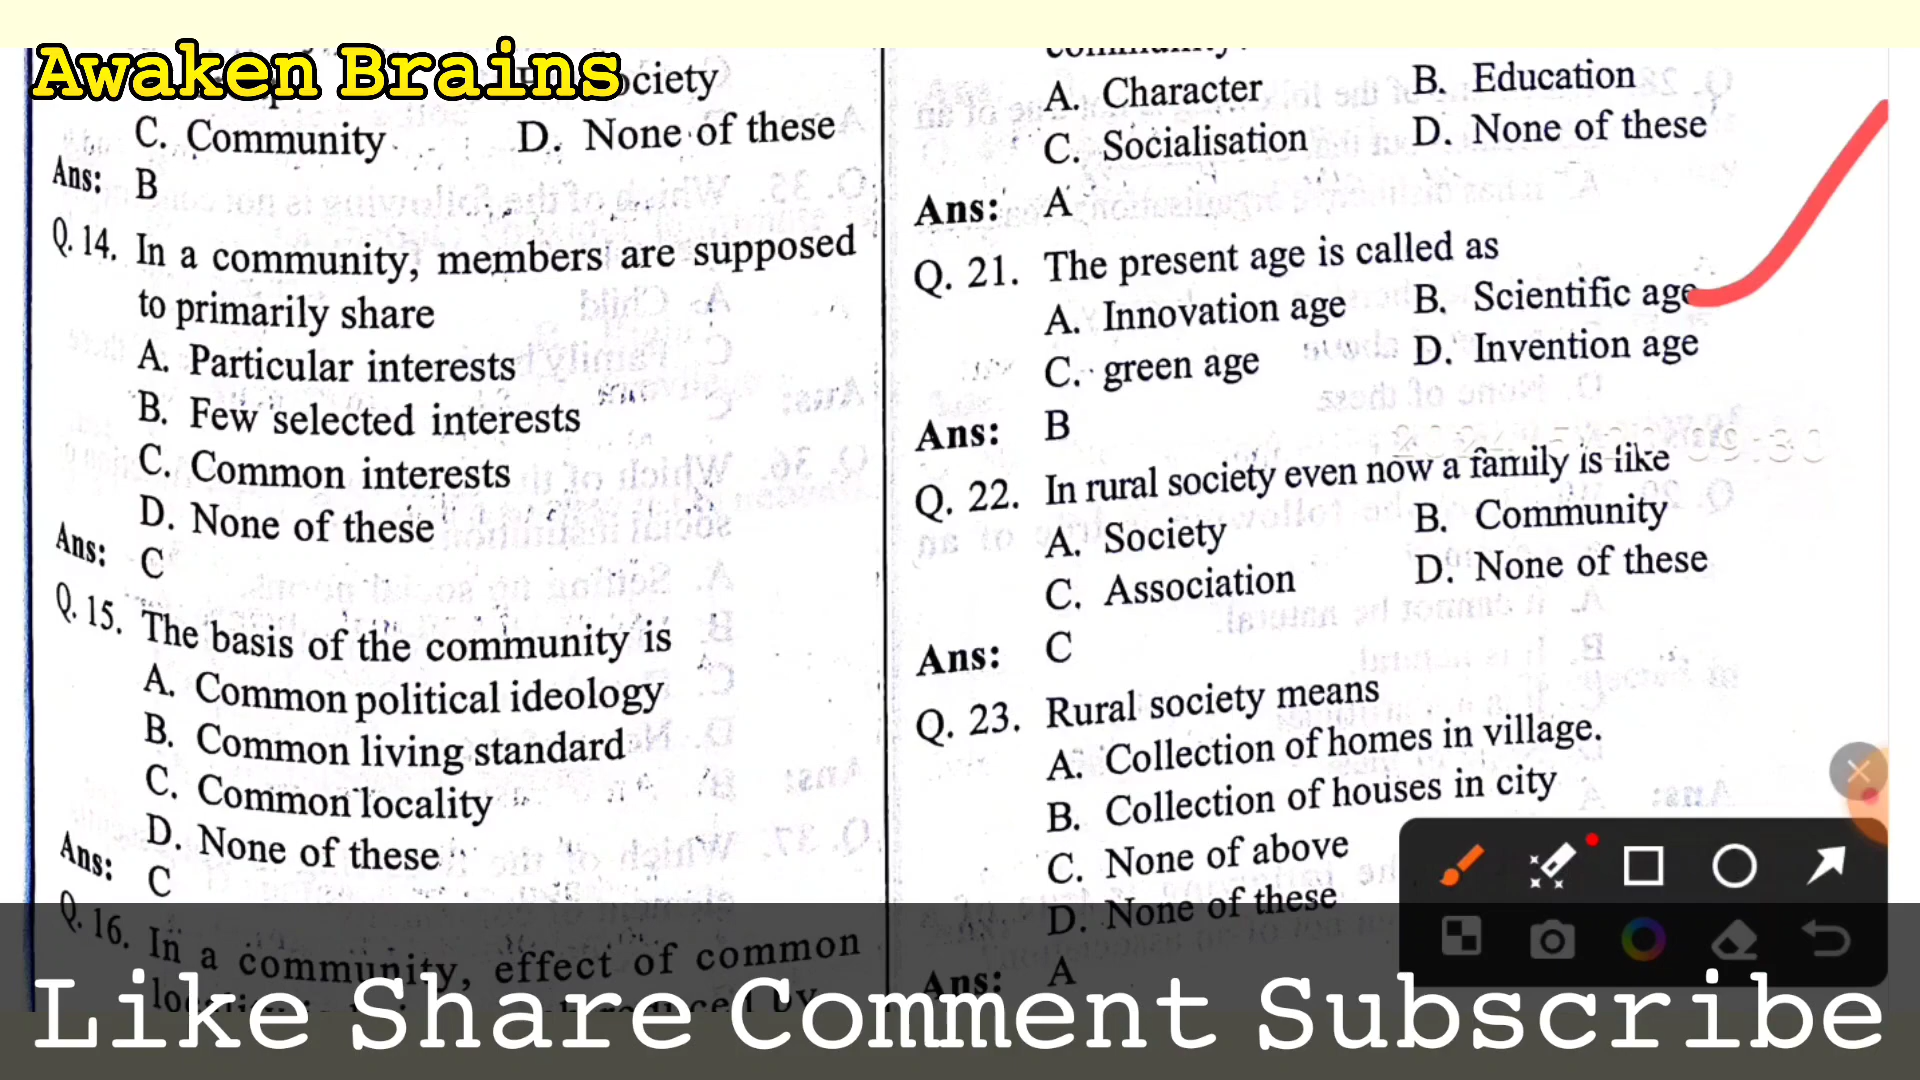 Awaken Brains
ociety
C. Community
D. None of these
Ans: B
Q. 14. In a community, members are supposed
to primarily share
A. Particular interests
B. Few selected interests
C. Common interests
D. None of these
Ans: C
Q. 15. The basis of the community is
A. Common political ideology
B. Common living standard
C. Common locality
D. None of these
Ans: C
Q. 16. In a community, effect of common
A. Character B. Education
C. Socialisation D. None of these
Ans: A
Q. 21. The present age is called as
A. Innovation age B. Scientific age
C. green age D. Invention age
Ans: B
Q. 22. In rural society even now a family is like
A. Society B. Community
C. Association D. None of these
Ans: C
Q. 23. Rural society means
A. Collection of homes in village.
B. Collection of houses in city
C. None of above
D. None of these
Ans: A
Like Share Comment Subscribe